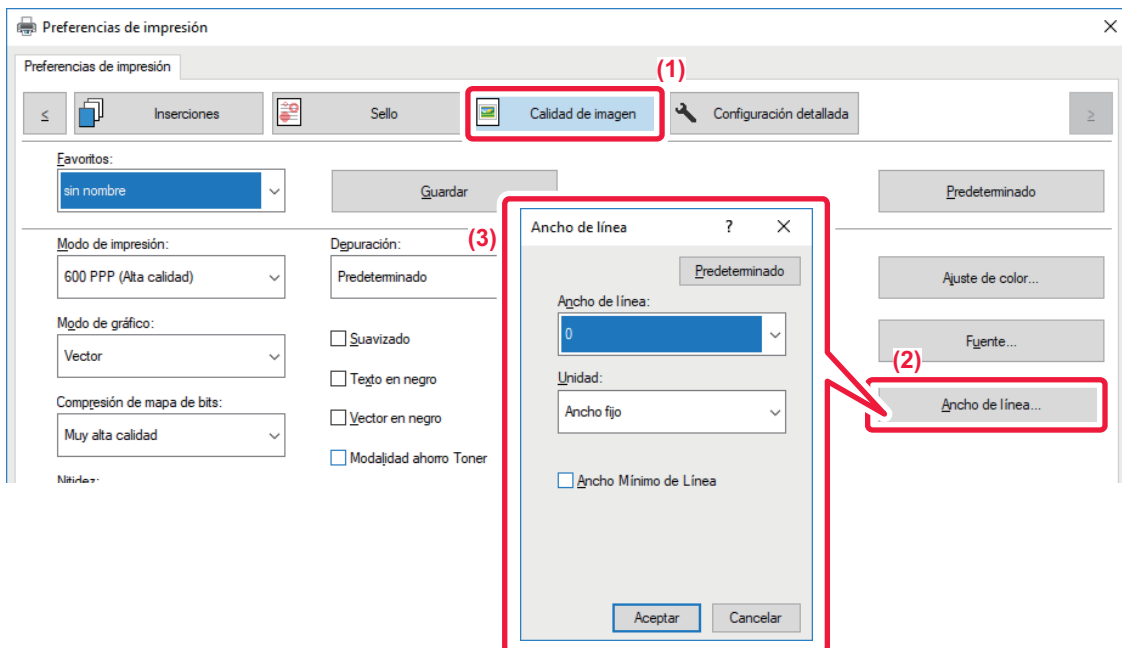 Preferencias de impresión
Preferencias de impresión
(1)
<
Inserciones
Sello
Calidad de imagen
Configuración detallada
>
Favoritos:
sin nombre
Guardar
Predeterminado
Modo de impresión:
600 PPP (Alta calidad)
Depuración:
Predeterminado
Ajuste de color...
Modo de gráfico:
Vector
Suavizado
Fuente...
Texto en negro
(2)
Compresión de mapa de bits:
Muy alta calidad
Vector en negro
Ancho de línea...
Modalidad ahorro Toner
Nitidez:
(3)
Ancho de línea
?
Predeterminado
Ancho de línea:
0
Unidad:
Ancho fijo
Ancho Mínimo de Línea
Aceptar
Cancelar